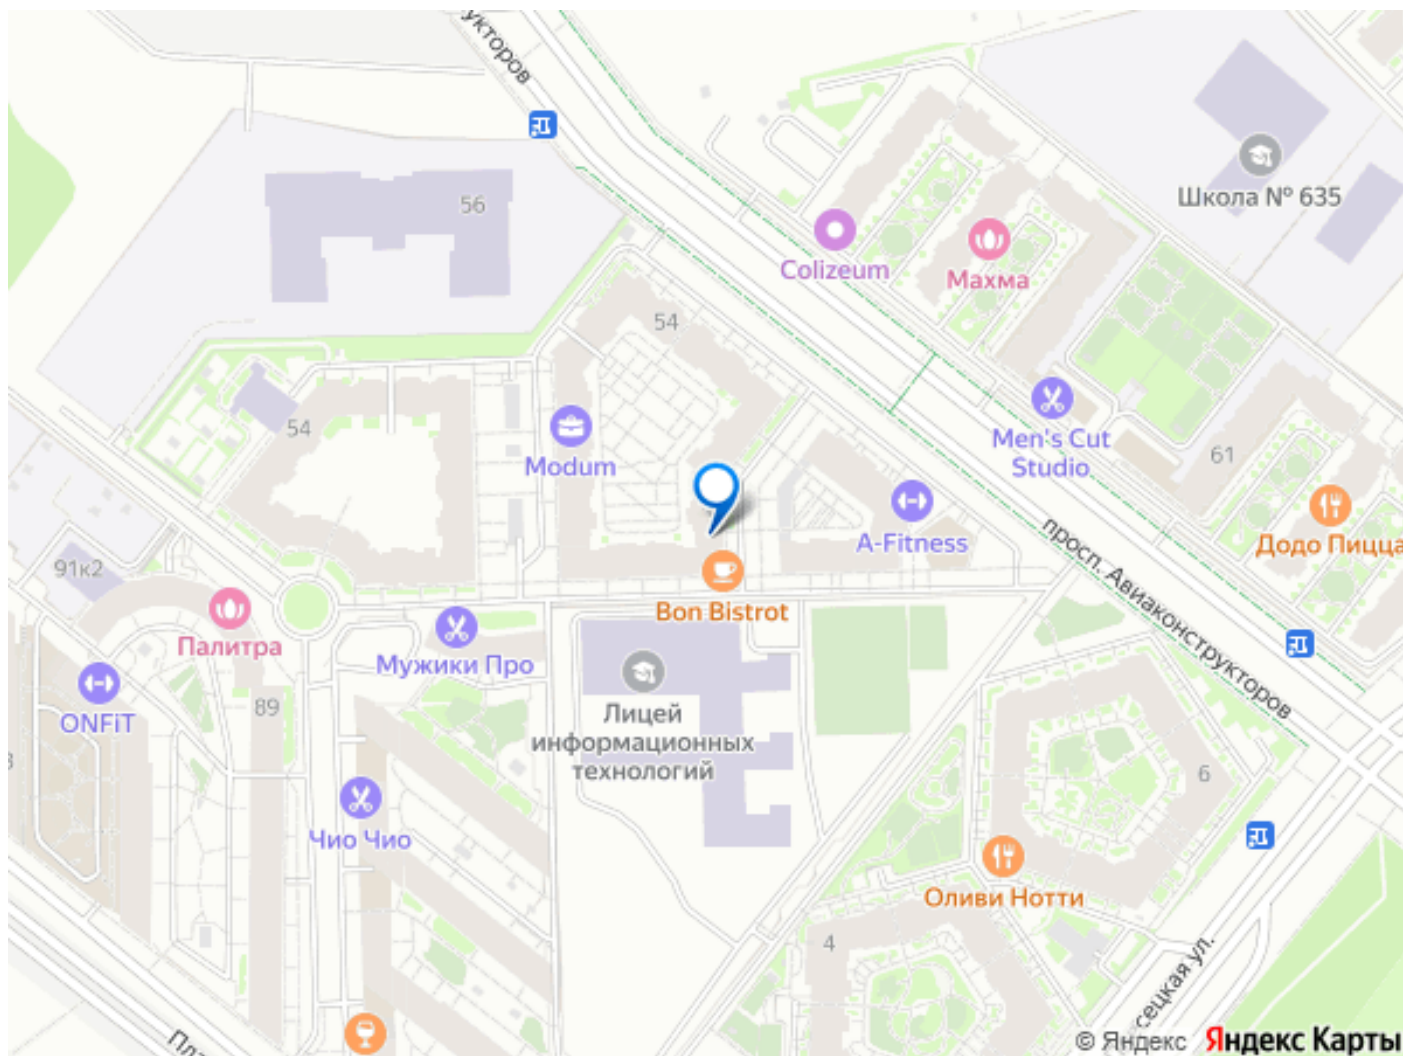 укторов
56
Школа № 635
Colizeum
Махма
54
54
Modum
Men's Cut
Studio
61
A-Fitness
Додо Пицца
просп. Авиаконструкторов
91к2
Bon Bistrot
Палитра
Мужики Про
ONFiT
89
Лицей
информационных
технологий
6
Чио Чио
Оливи Нотти
4
сецкая ул.
Пла
© Яндекс Яндекс Карты